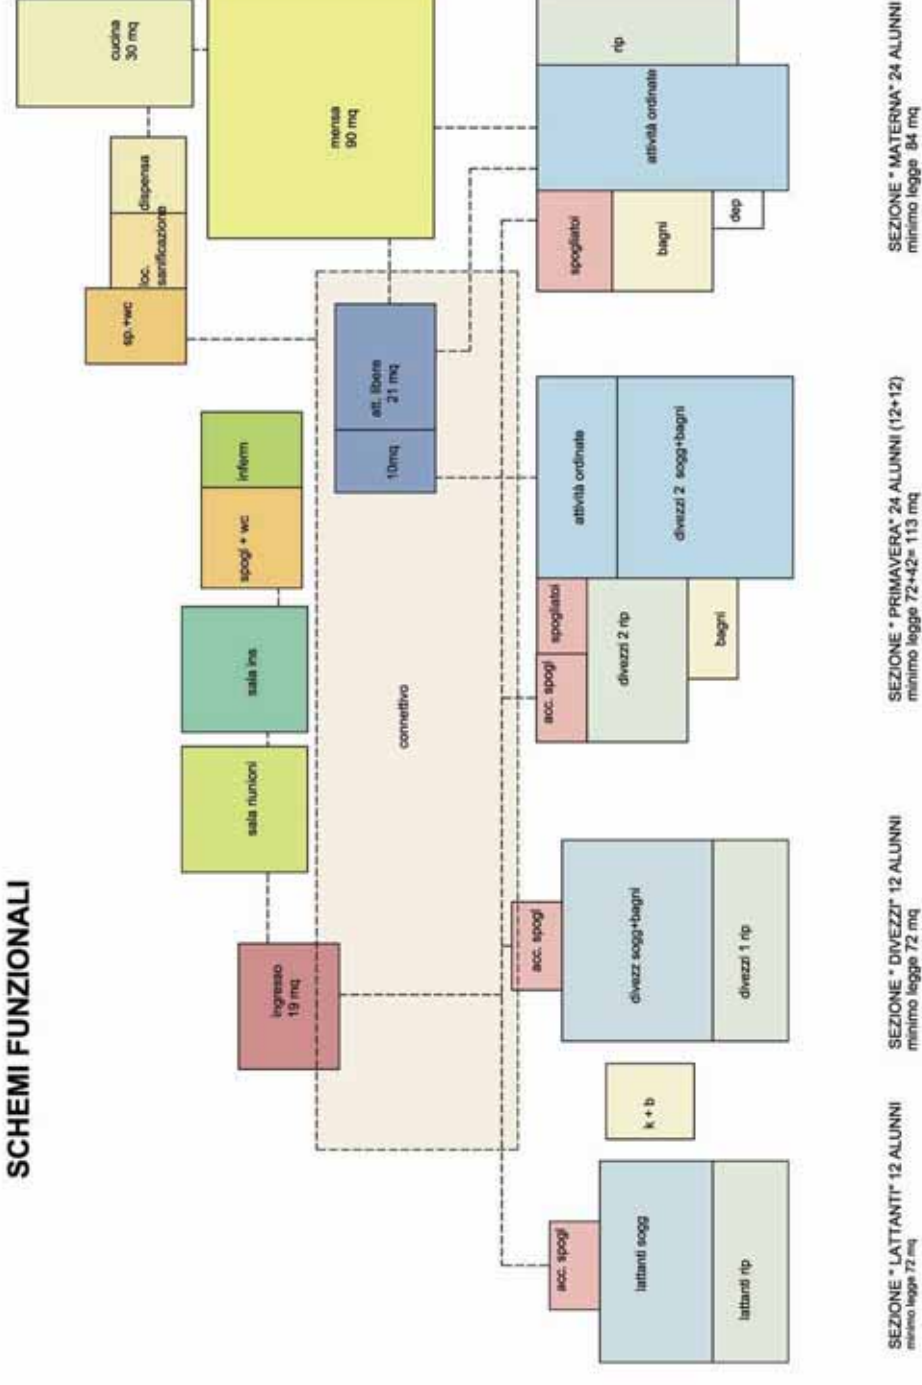 SCHEMI FUNZIONALI
cucina
30 mq
dispensa
loc.
sanificazione
sp.+wc
mensa
90 mq
inferm
spogl + wc
sala ins
sala riunioni
ingresso
19 mq
att. libere
21 mq
10mq
connettivo
acc. spogl
lattanti sogg
lattanti rip
k + b
acc. spogl
divezz sogg+bagni
divezzi 1 rip
acc. spogl
spogliatoi
divezzi 2 rip
bagni
attività ordinate
divezzi 2 sogg+bagni
spogliatoi
bagni
dep
attività ordinate
rip
SEZIONE " LATTANTI" 12 ALUNNI
minimo legge 72 mq
SEZIONE " DIVEZZI" 12 ALUNNI
minimo legge 72 mq
SEZIONE " PRIMAVERA" 24 ALUNNI (12+12)
minimo legge 72+42= 113 mq
SEZIONE " MATERNA" 24 ALUNNI
minimo legge 84 mq